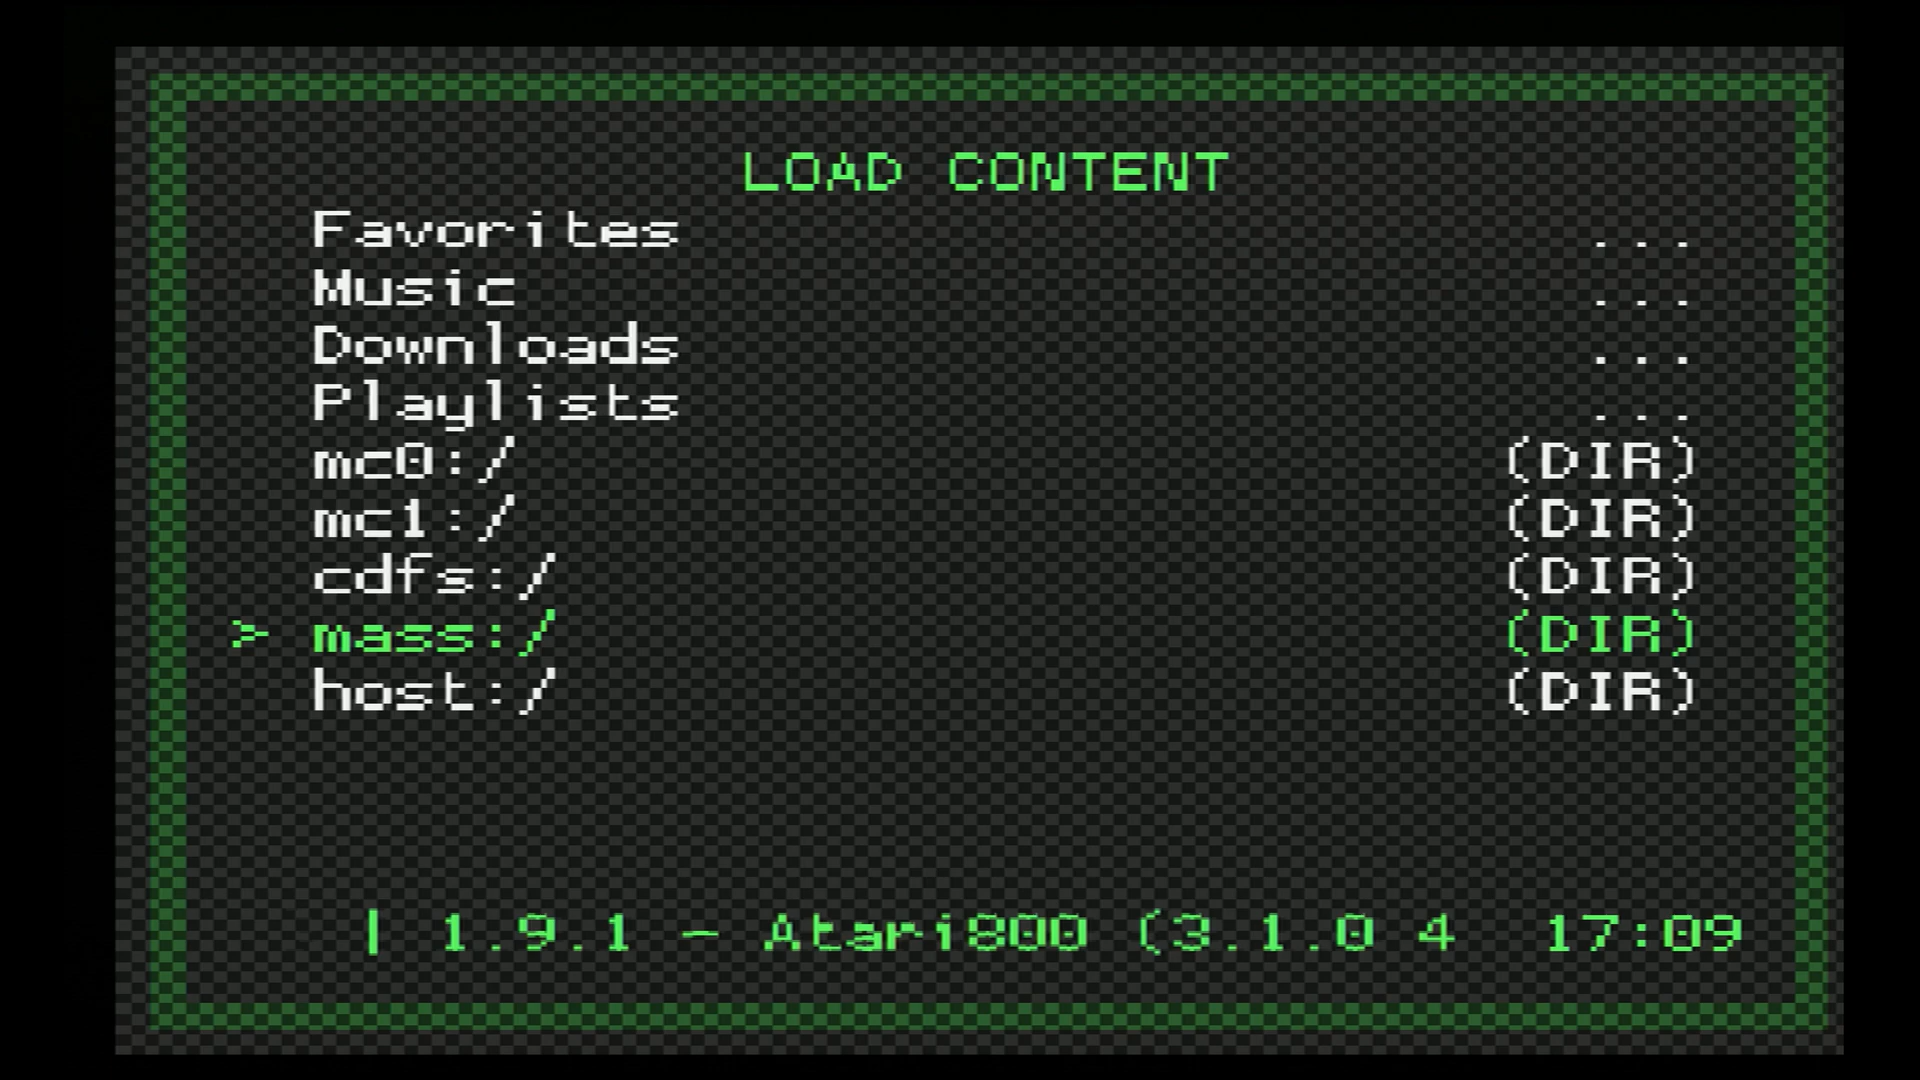 LOAD CONTENT
Favorites ...
Music ...
Downloads ...
Playlists ...
mc0:/ (DIR)
mc1:/ (DIR)
cdfs:/ (DIR)
> mass:/ (DIR)
host:/ (DIR)
| 1.9.1 - Atari800 (3.1.0 4 17:09